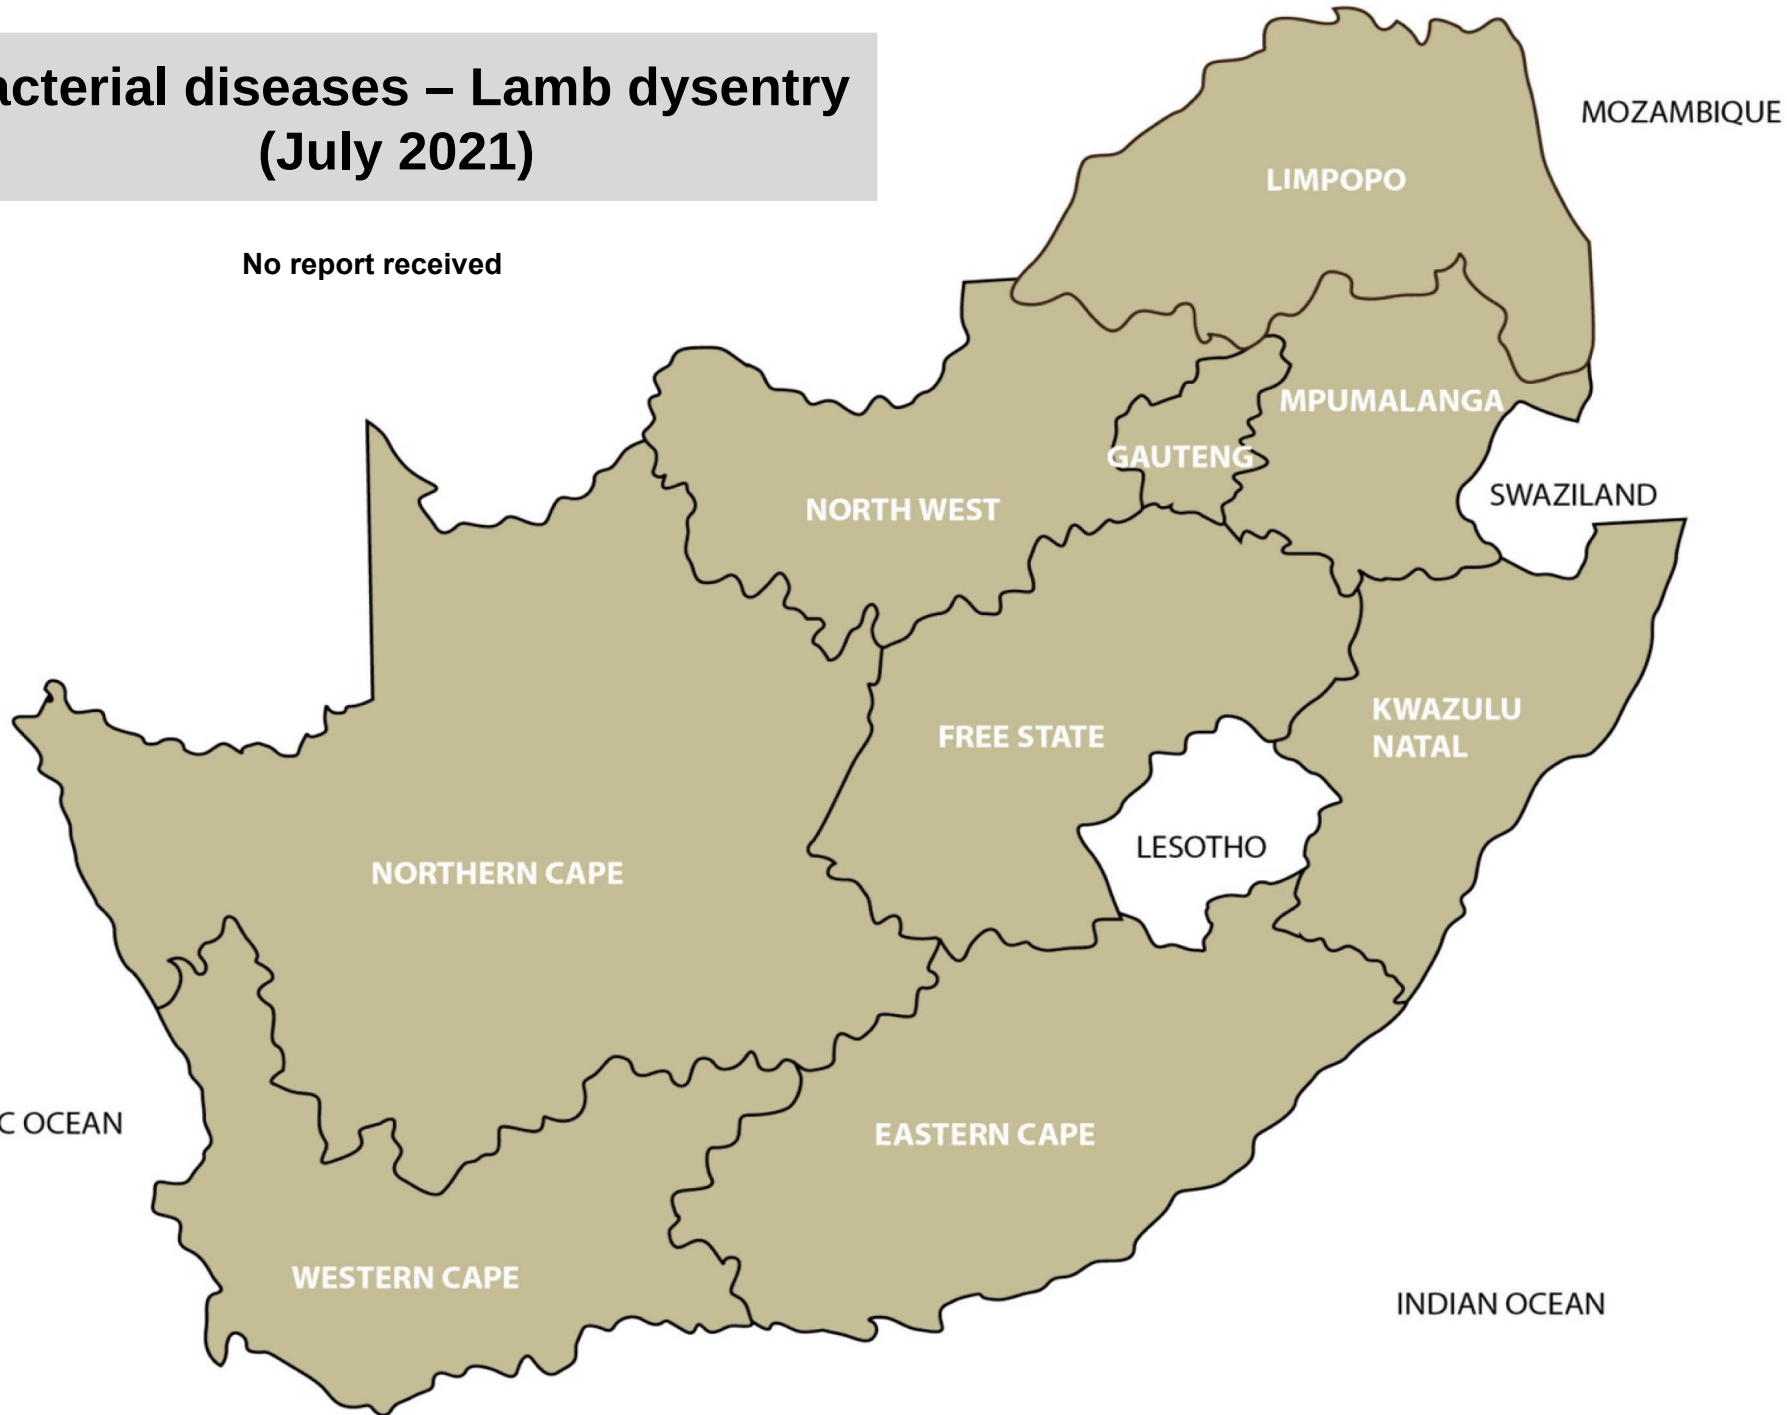 acterial diseases – Lamb dysentry
(July 2021)
No report received
MOZAMBIQUE
LIMPOPO
MPUMALANGA
GAUTENG
SWAZILAND
NORTH WEST
KWAZULU
NATAL
FREE STATE
LESOTHO
NORTHERN CAPE
C OCEAN
EASTERN CAPE
WESTERN CAPE
INDIAN OCEAN